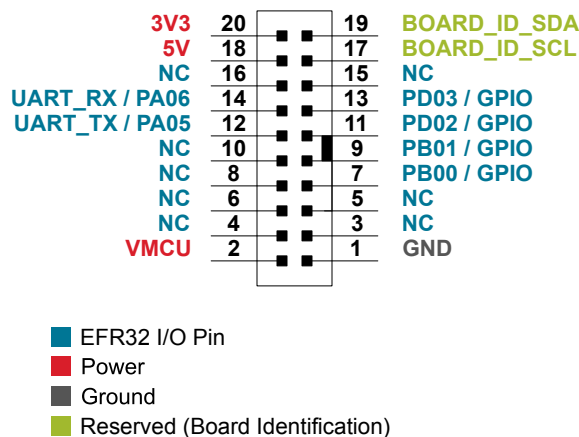 3V3 20 19 BOARD_ID_SDA
5V 18 17 BOARD_ID_SCL
NC 16 15 NC
UART_RX / PA06 14 13 PD03 / GPIO
UART_TX / PA05 12 11 PD02 / GPIO
NC 10 9 PB01 / GPIO
NC 8 7 PB00 / GPIO
NC 6 5 NC
NC 4 3 NC
VMCU 2 1 GND
EFR32 I/O Pin
Power
Ground
Reserved (Board Identification)